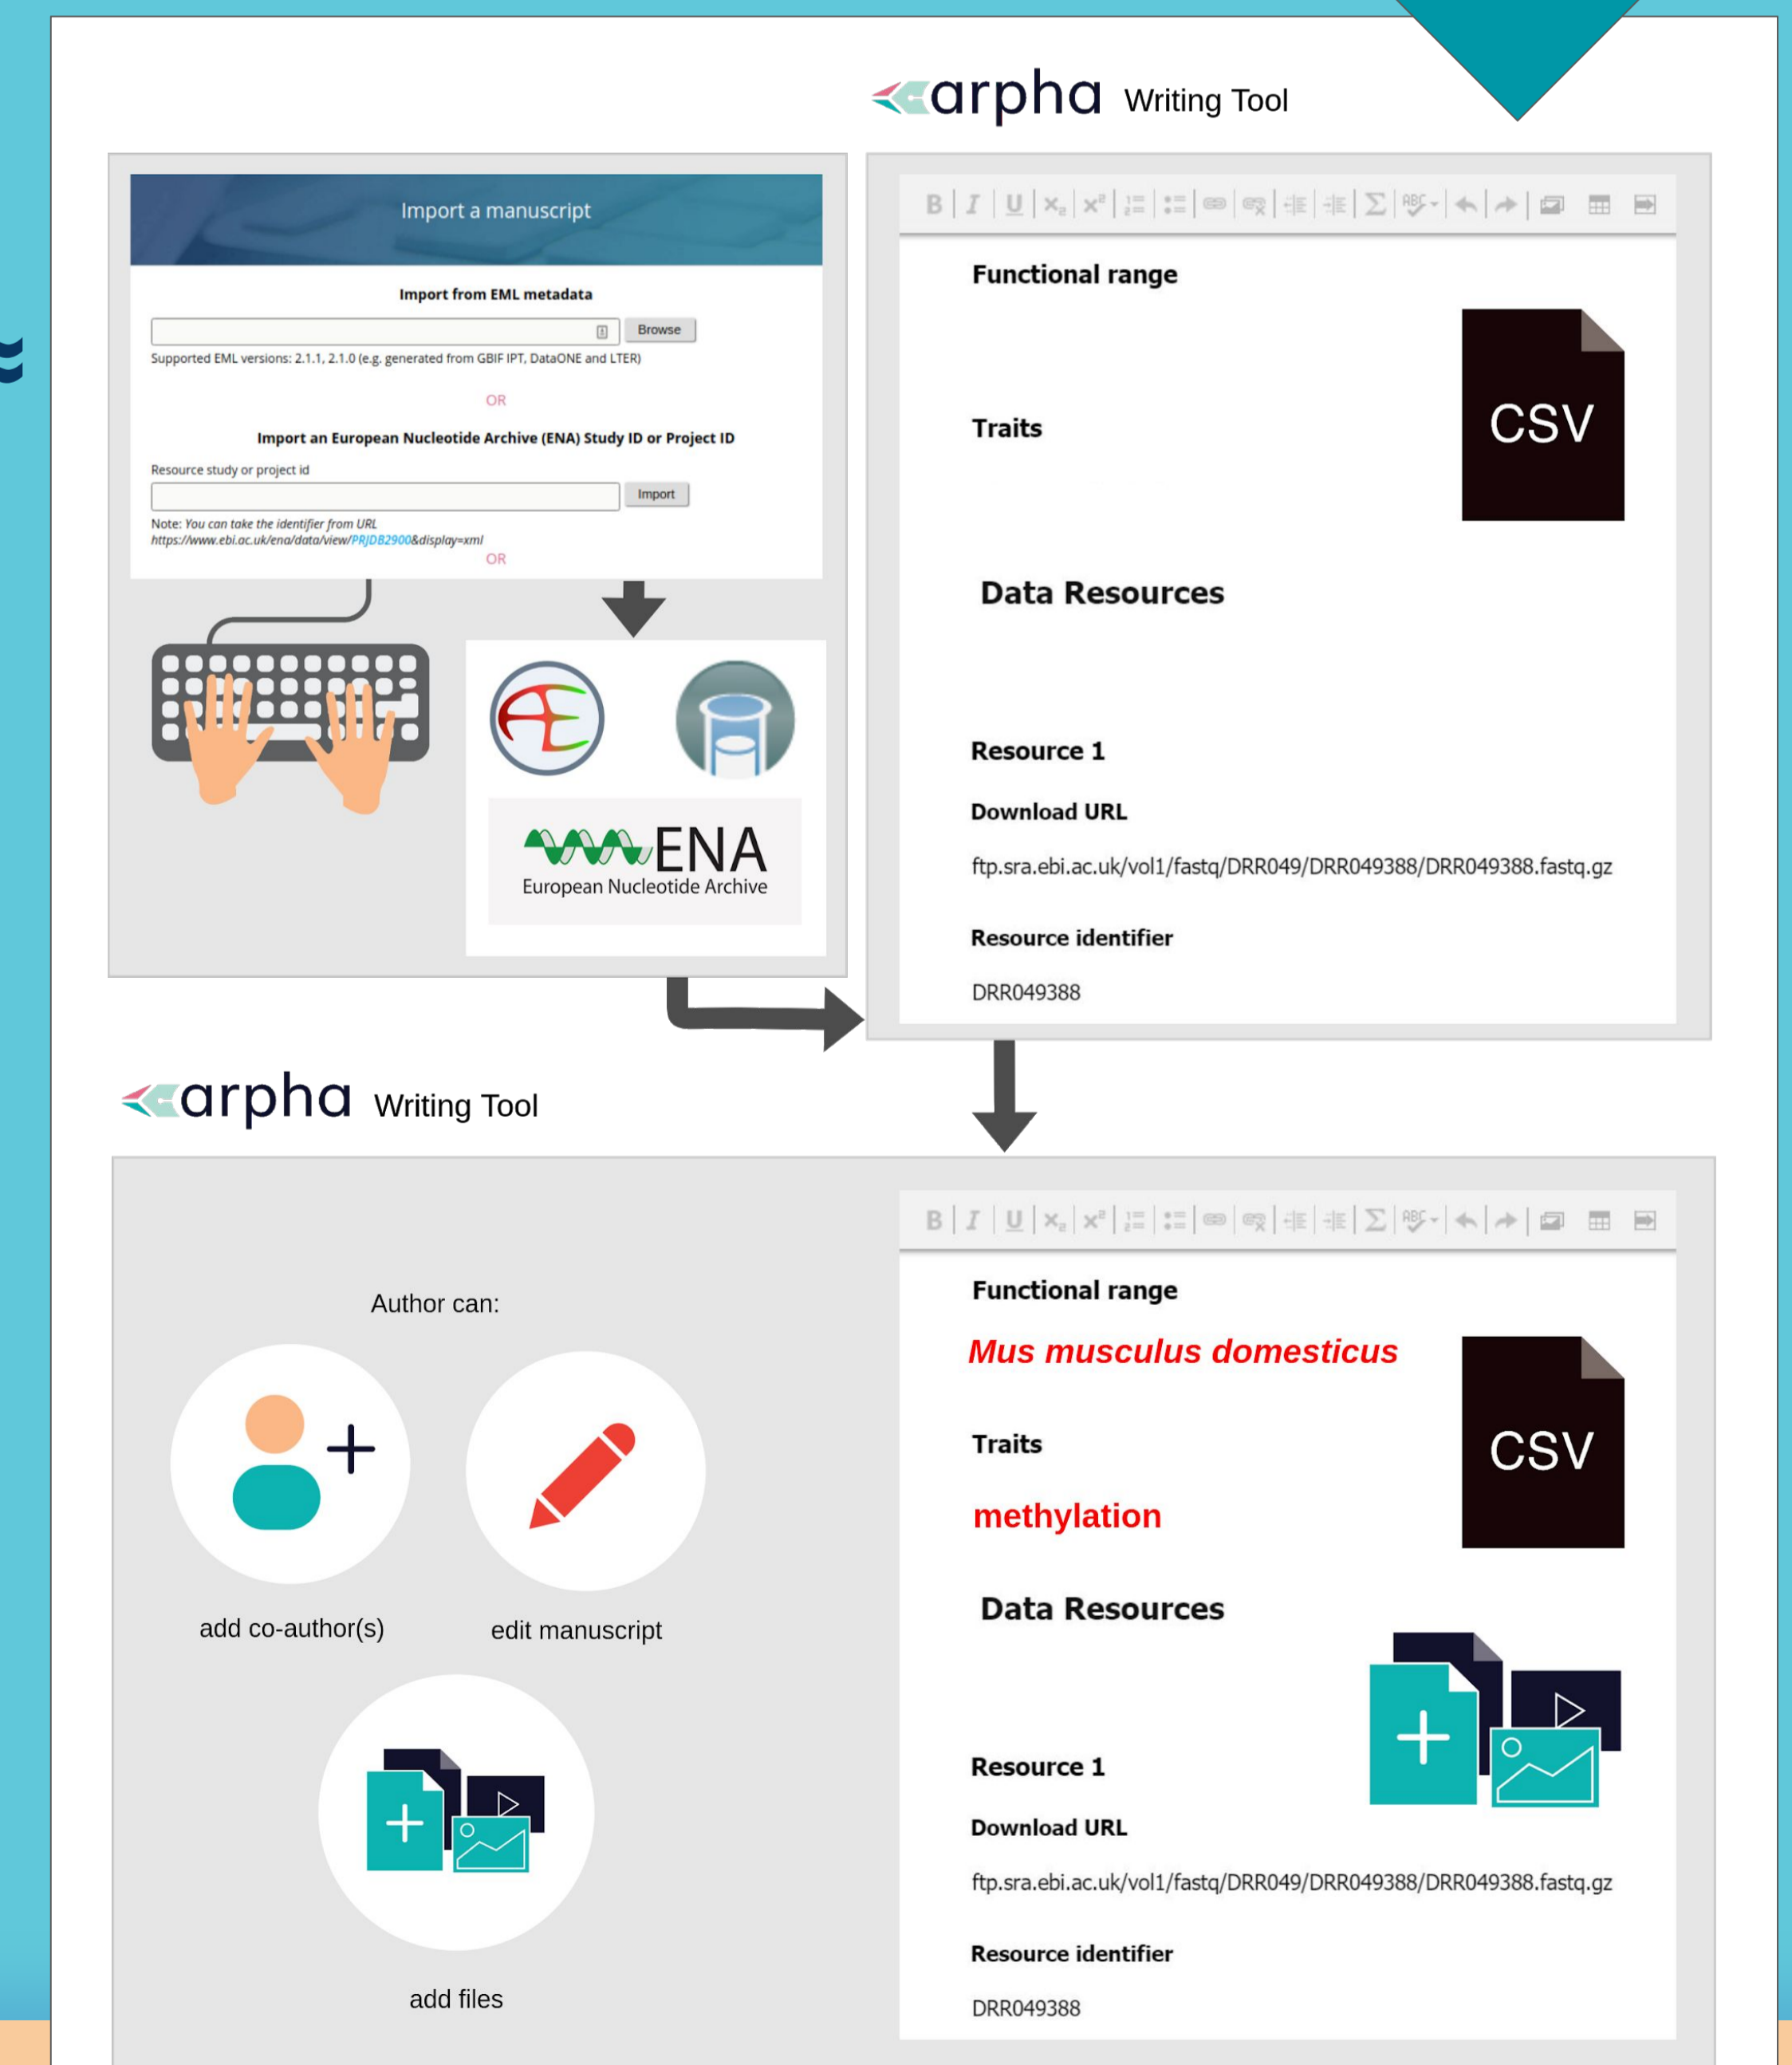 arpha Writing Tool
Import a manuscript
Import from EML metadata
Browse
Supported EML versions: 2.1.1, 2.1.0 (e.g. generated from GBIF IPT, DataONE and LTER)
OR
Import an European Nucleotide Archive (ENA) Study ID or Project ID
Resource study or project id
Import
Note: You can take the identifier from URL
https://www.ebi.ac.uk/ena/data/view/PRJDB2900&display=xml
OR
ENA
European Nucleotide Archive
B I U x₂ x² ABC
Functional range
CSV
Traits
Data Resources
Resource 1
Download URL
ftp.sra.ebi.ac.uk/vol1/fastq/DRR049/DRR049388/DRR049388.fastq.gz
Resource identifier
DRR049388
arpha Writing Tool
Author can:
add co-author(s)
edit manuscript
add files
B I U x₂ x² ABC
Functional range
Mus musculus domesticus
CSV
Traits
methylation
Data Resources
Resource 1
Download URL
ftp.sra.ebi.ac.uk/vol1/fastq/DRR049/DRR049388/DRR049388.fastq.gz
Resource identifier
DRR049388